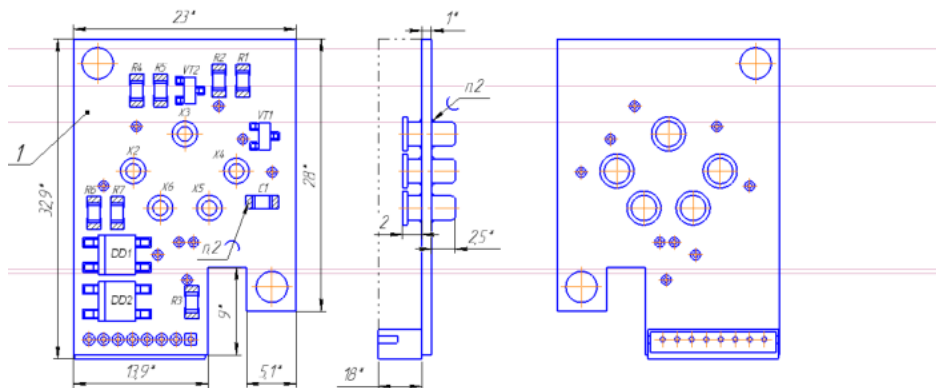 23*
1*
R4
R5
VT2
R2
R1
п.2
X3
VT1
1
X2
X4
28*
32,9*
R6
R7
X6
X5
C1
2
2,5*
п.2
DD1
DD2
R3
9*
13,9*
5,1*
18*